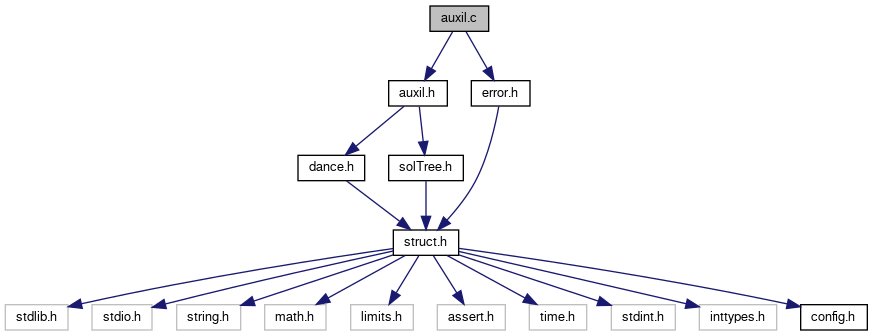 auxil.c
auxil.h
error.h
dance.h
solTree.h
struct.h
stdlib.h
stdio.h
string.h
math.h
limits.h
assert.h
time.h
stdint.h
inttypes.h
config.h